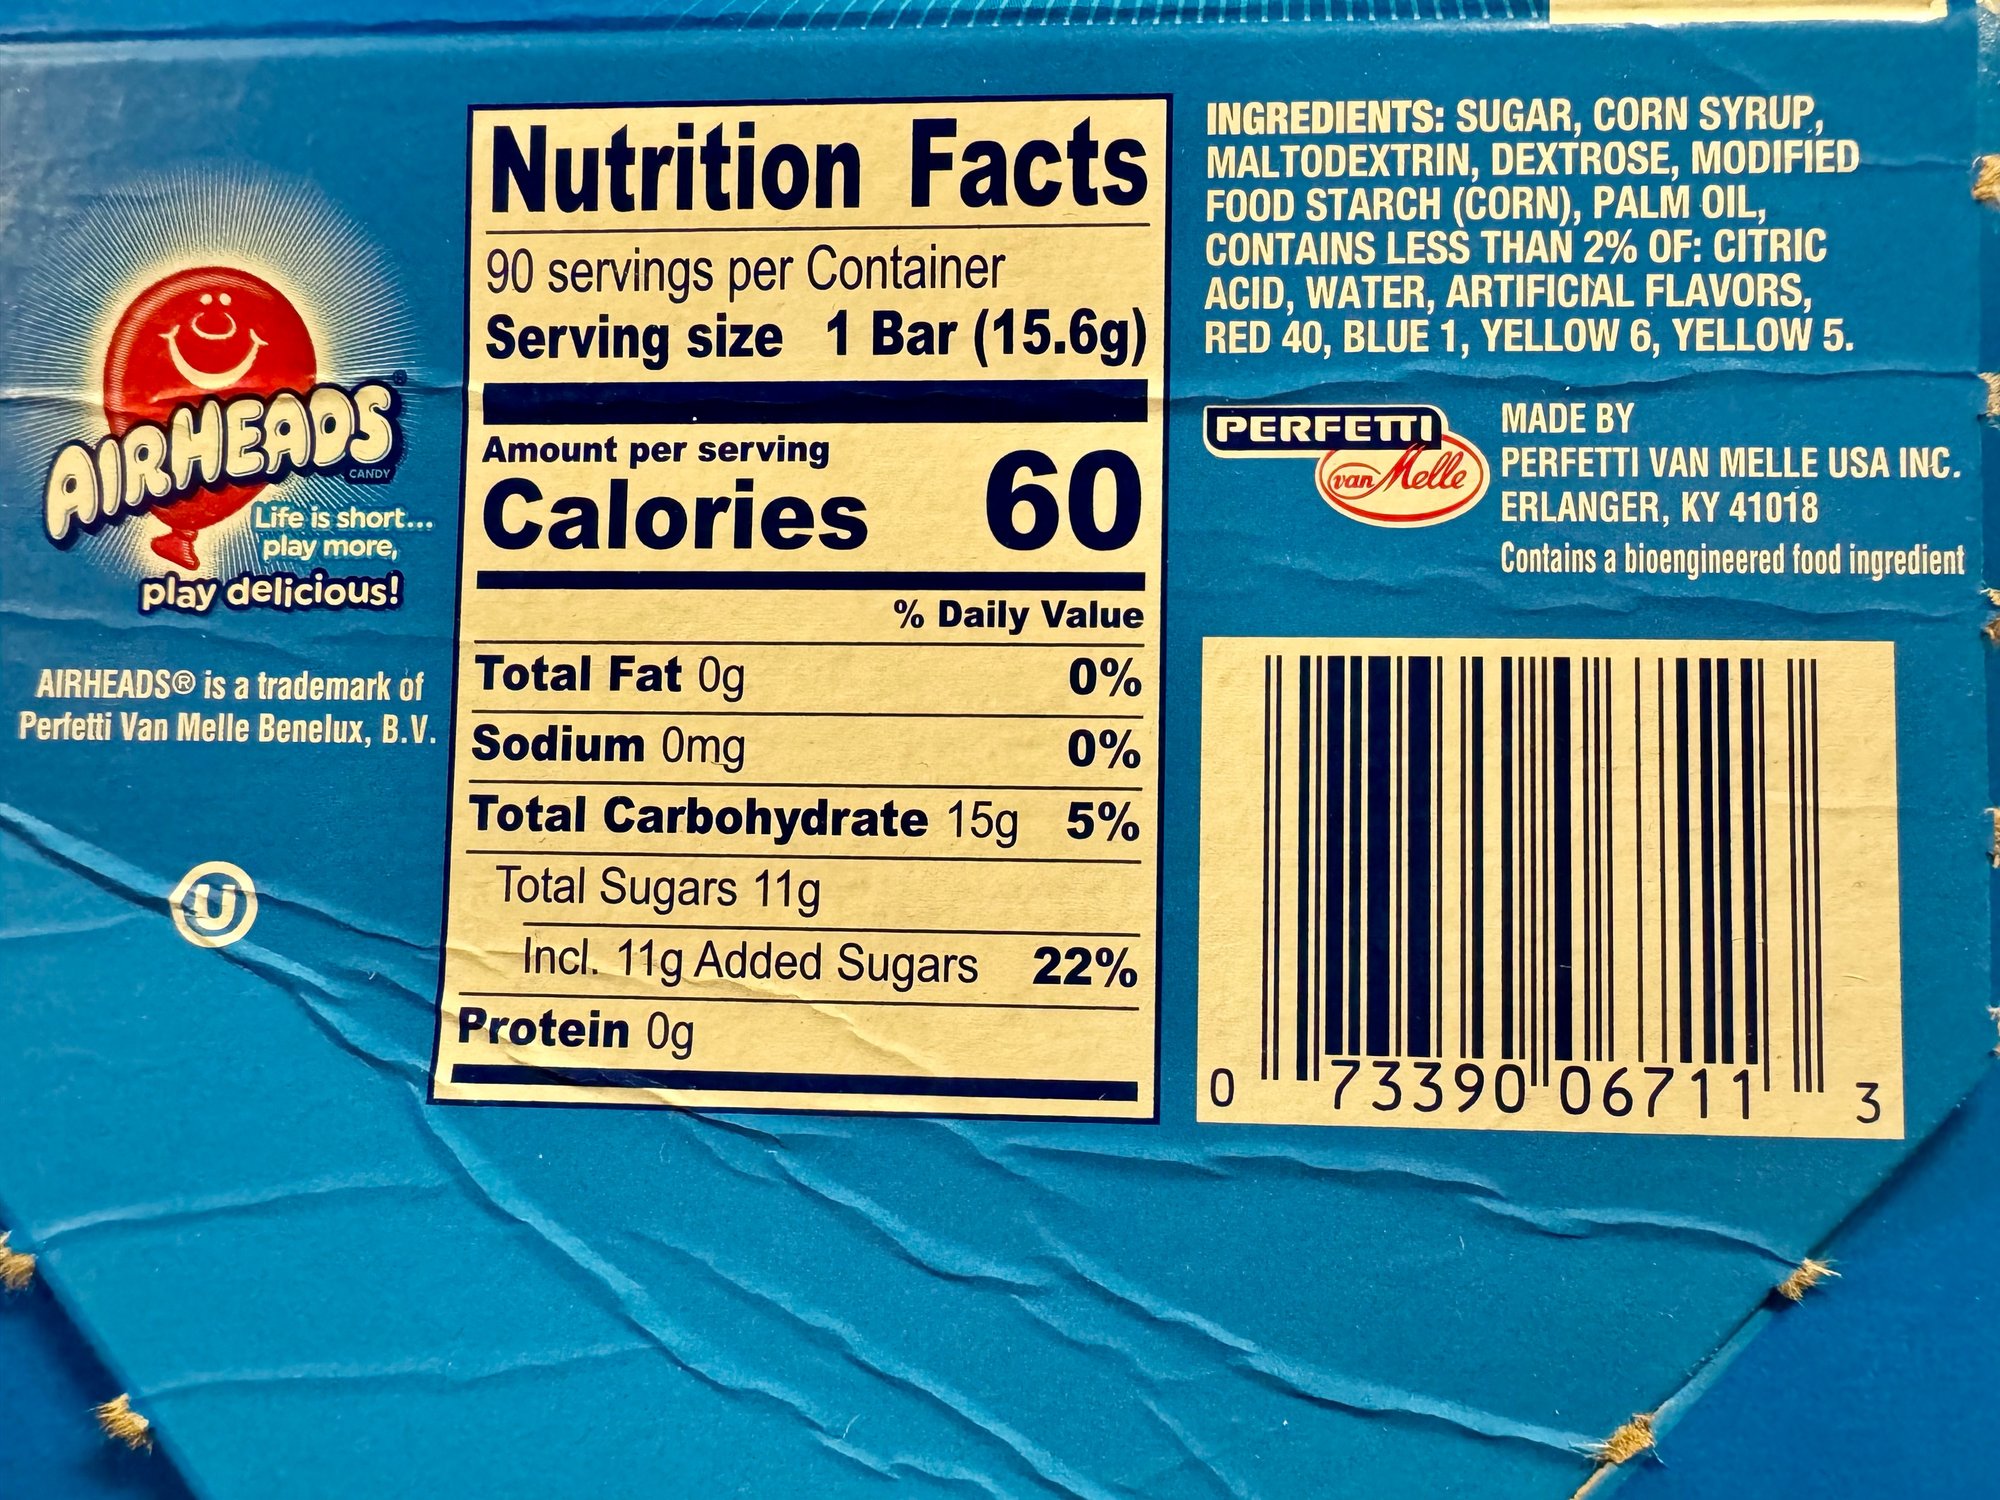 AIRHEADS®
CANDY
Life is short...
play more,
play delicious!
AIRHEADS® is a trademark of
Perfetti Van Melle Benelux, B.V.
U
Nutrition Facts
90 servings per Container
Serving size 1 Bar (15.6g)
Amount per serving
Calories 60
% Daily Value
Total Fat 0g 0%
Sodium 0mg 0%
Total Carbohydrate 15g 5%
Total Sugars 11g
Incl. 11g Added Sugars 22%
Protein 0g
INGREDIENTS: SUGAR, CORN SYRUP,
MALTODEXTRIN, DEXTROSE, MODIFIED
FOOD STARCH (CORN), PALM OIL,
CONTAINS LESS THAN 2% OF: CITRIC
ACID, WATER, ARTIFICIAL FLAVORS,
RED 40, BLUE 1, YELLOW 6, YELLOW 5.
PERFETTI
van Melle
MADE BY
PERFETTI VAN MELLE USA INC.
ERLANGER, KY 41018
Contains a bioengineered food ingredient
0 73390 06711 3